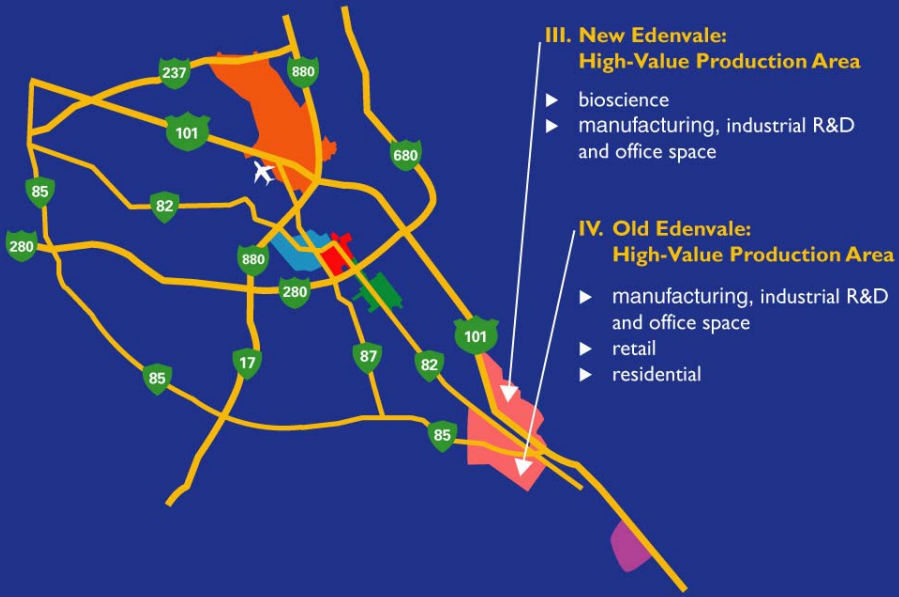 III. New Edenvale:
High-Value Production Area
▶ bioscience
▶ manufacturing, industrial R&D
and office space
IV. Old Edenvale:
High-Value Production Area
▶ manufacturing, industrial R&D
and office space
▶ retail
▶ residential
237
880
101
680
85
82
280
880
280
101
17
87
82
85
85